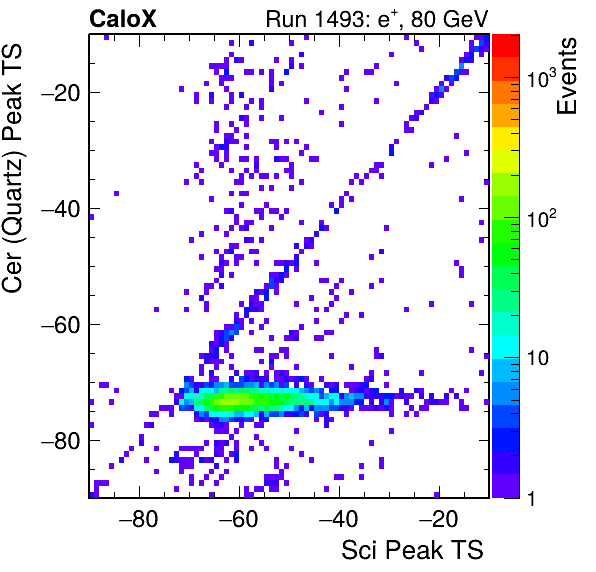 CaloX Run 1493: e⁺, 80 GeV
Cer (Quartz) Peak TS
Events
−20
−40
−60
−80
10³
10²
10
1
−80 −60 −40 −20
Sci Peak TS